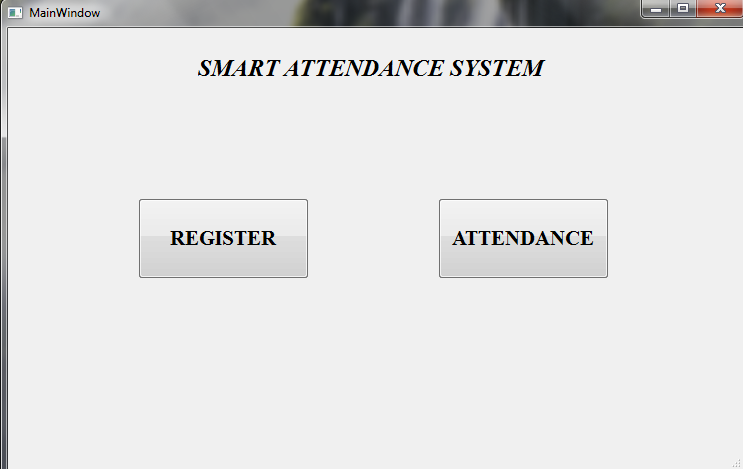 MainWindow
SMART ATTENDANCE SYSTEM
REGISTER
ATTENDANCE